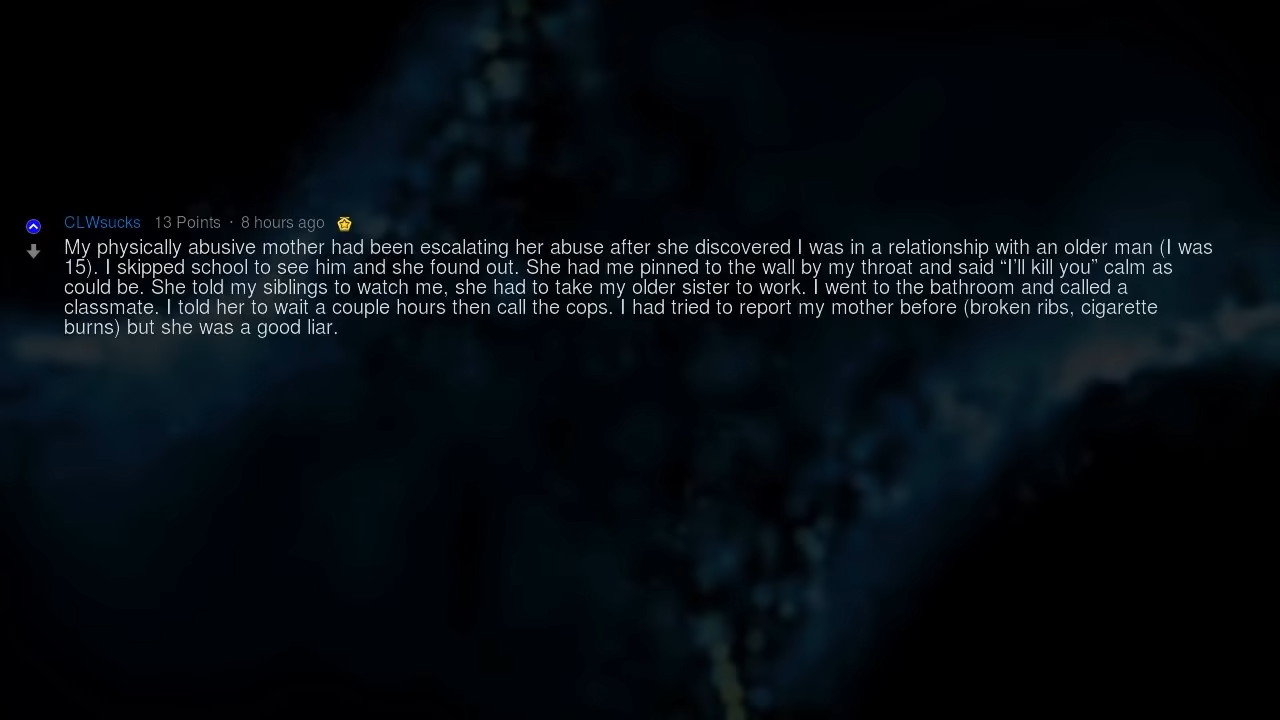 CLWsucks 13 Points · 8 hours ago
My physically abusive mother had been escalating her abuse after she discovered I was in a relationship with an older man (I was
15). I skipped school to see him and she found out. She had me pinned to the wall by my throat and said “I’ll kill you” calm as
could be. She told my siblings to watch me, she had to take my older sister to work. I went to the bathroom and called a
classmate. I told her to wait a couple hours then call the cops. I had tried to report my mother before (broken ribs, cigarette
burns) but she was a good liar.